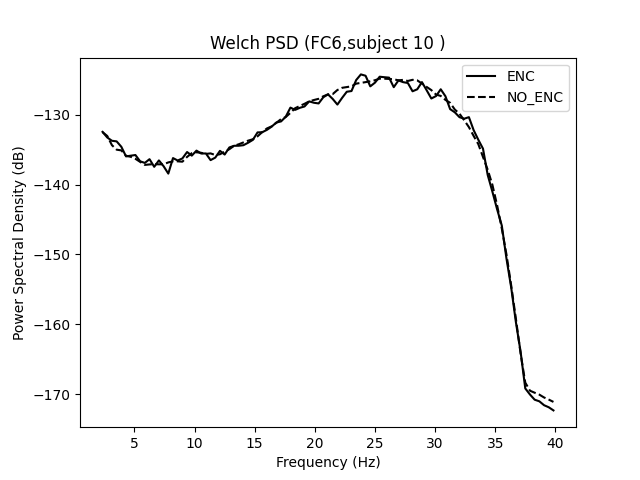 Welch PSD (FC6,subject 10 )
ENC
NO_ENC
Power Spectral Density (dB)
−130
−140
−150
−160
−170
5 10 15 20 25 30 35 40
Frequency (Hz)